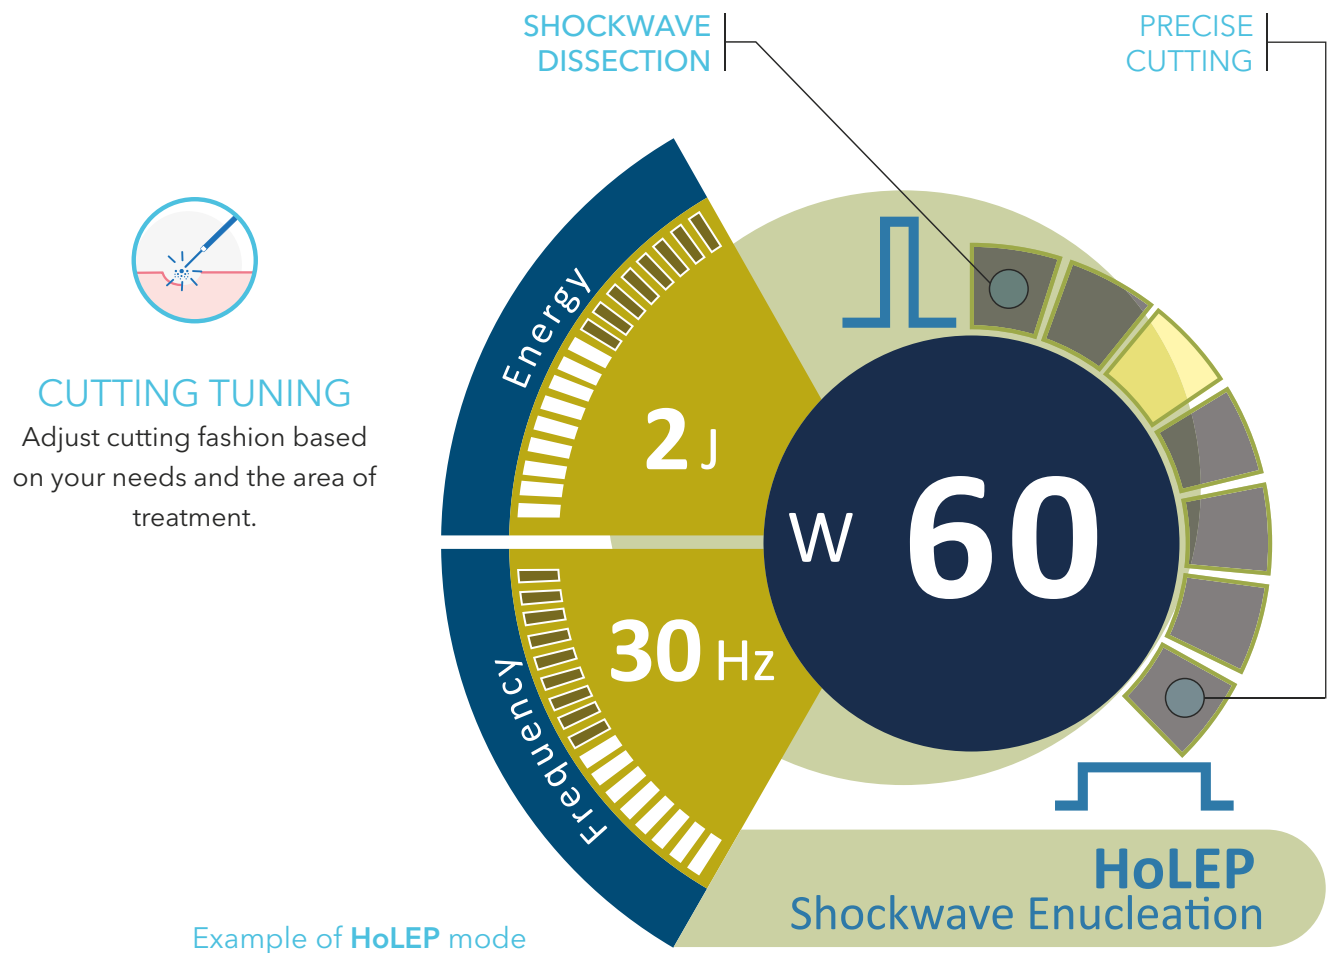 SHOCKWAVE
DISSECTION
PRECISE
CUTTING
CUTTING TUNING
Adjust cutting fashion based
on your needs and the area of
treatment.
Energy
2 J
W 60
30 Hz
Frequency
HoLEP
Shockwave Enucleation
Example of HoLEP mode